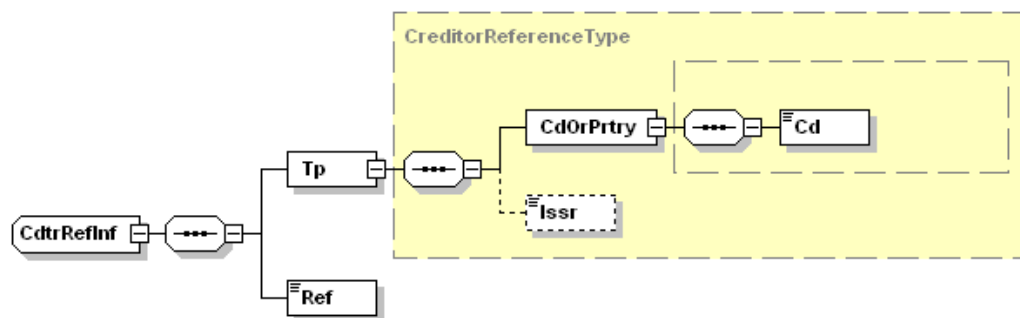 CreditorReferenceType
CdOrPrtry
Cd
Tp
Issr
CdtrRefInf
Ref